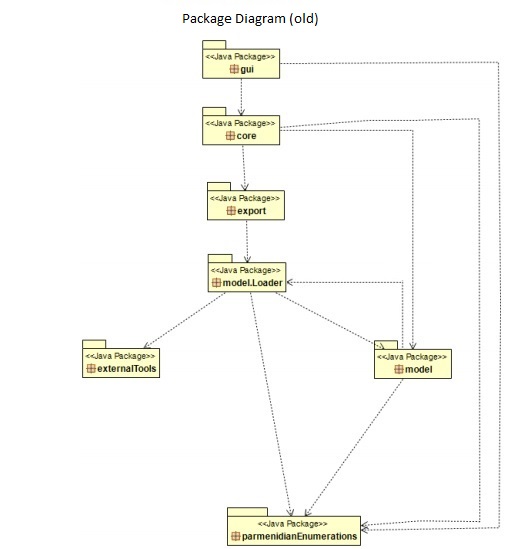 Package Diagram (old)
<<Java Package>>
gui
<<Java Package>>
core
<<Java Package>>
export
<<Java Package>>
model.Loader
<<Java Package>>
externalTools
<<Java Package>>
model
<<Java Package>>
parmenidianEnumerations